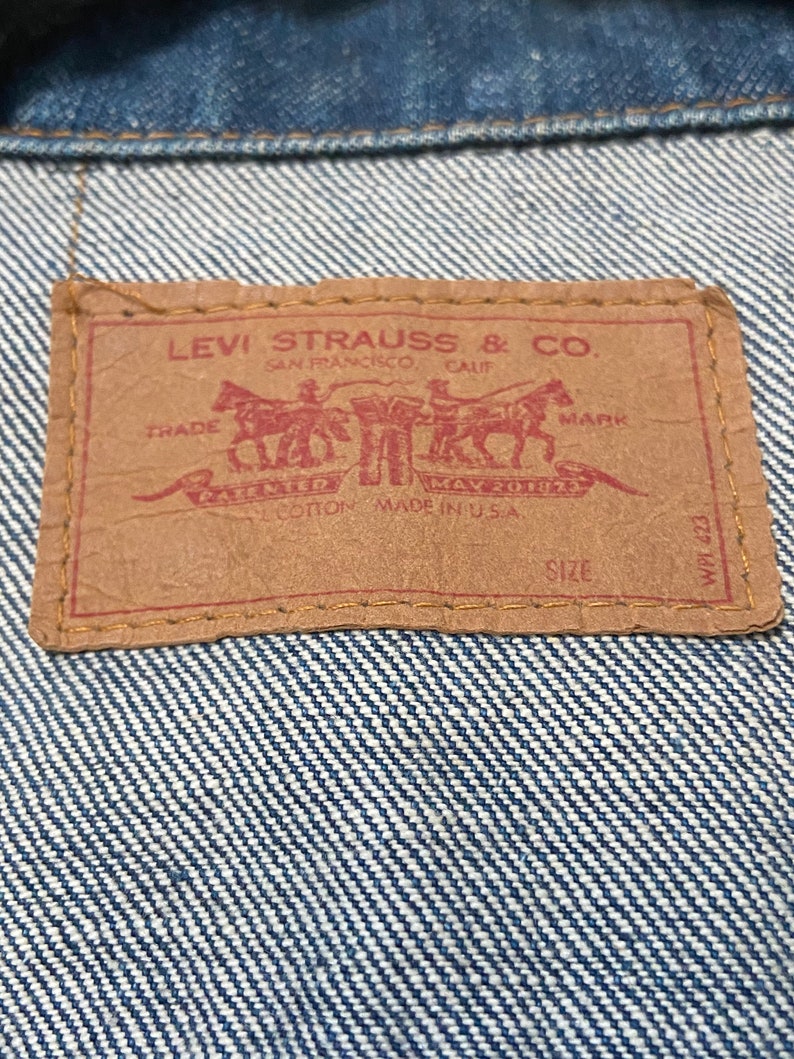 LEVI STRAUSS & CO.
SAN FRANCISCO, CALIF
TRADE MARK
PATENTED MAY 20 1873
COTTON MADE IN U.S.A.
SIZE
WPL 423